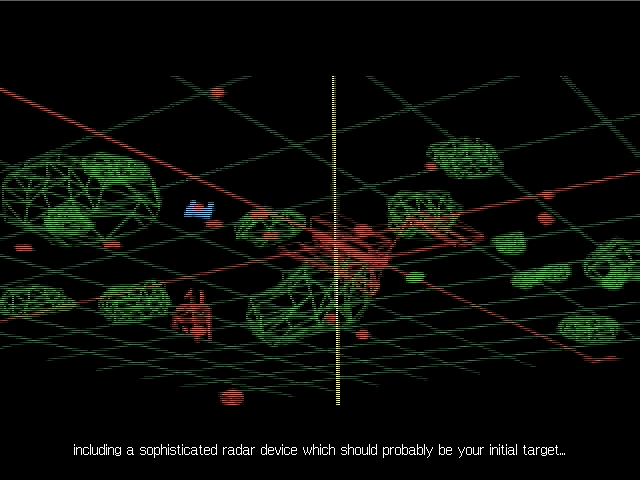 including a sophisticated radar device which should probably be your initial target...